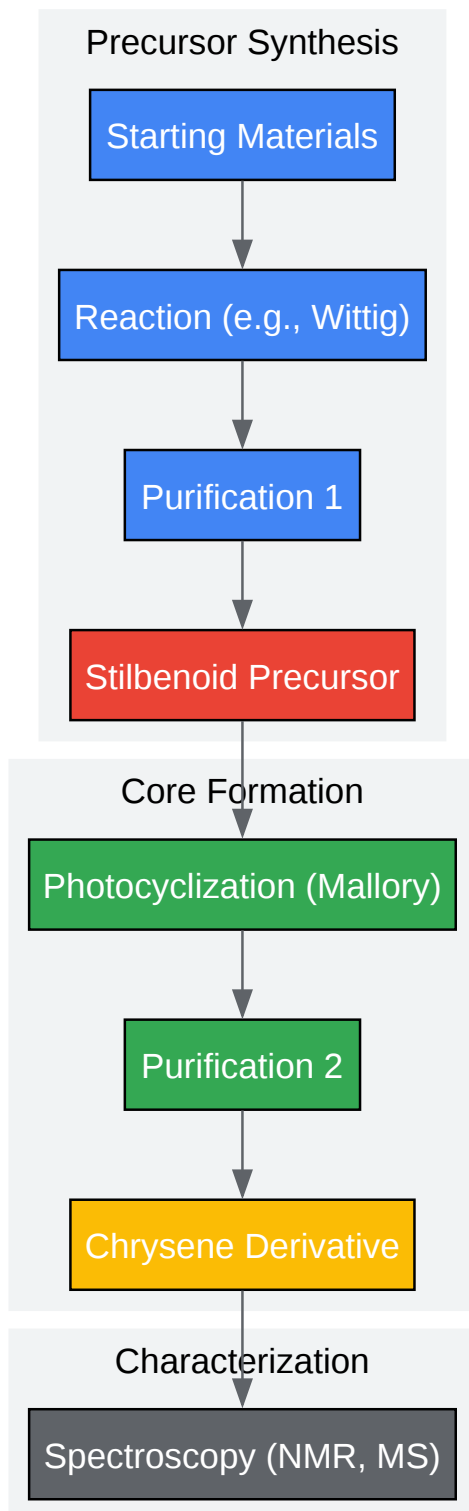 Precursor Synthesis
Starting Materials
Reaction (e.g., Wittig)
Purification 1
Stilbenoid Precursor
Core Formation
Photocyclization (Mallory)
Purification 2
Chrysene Derivative
Characterization
Spectroscopy (NMR, MS)